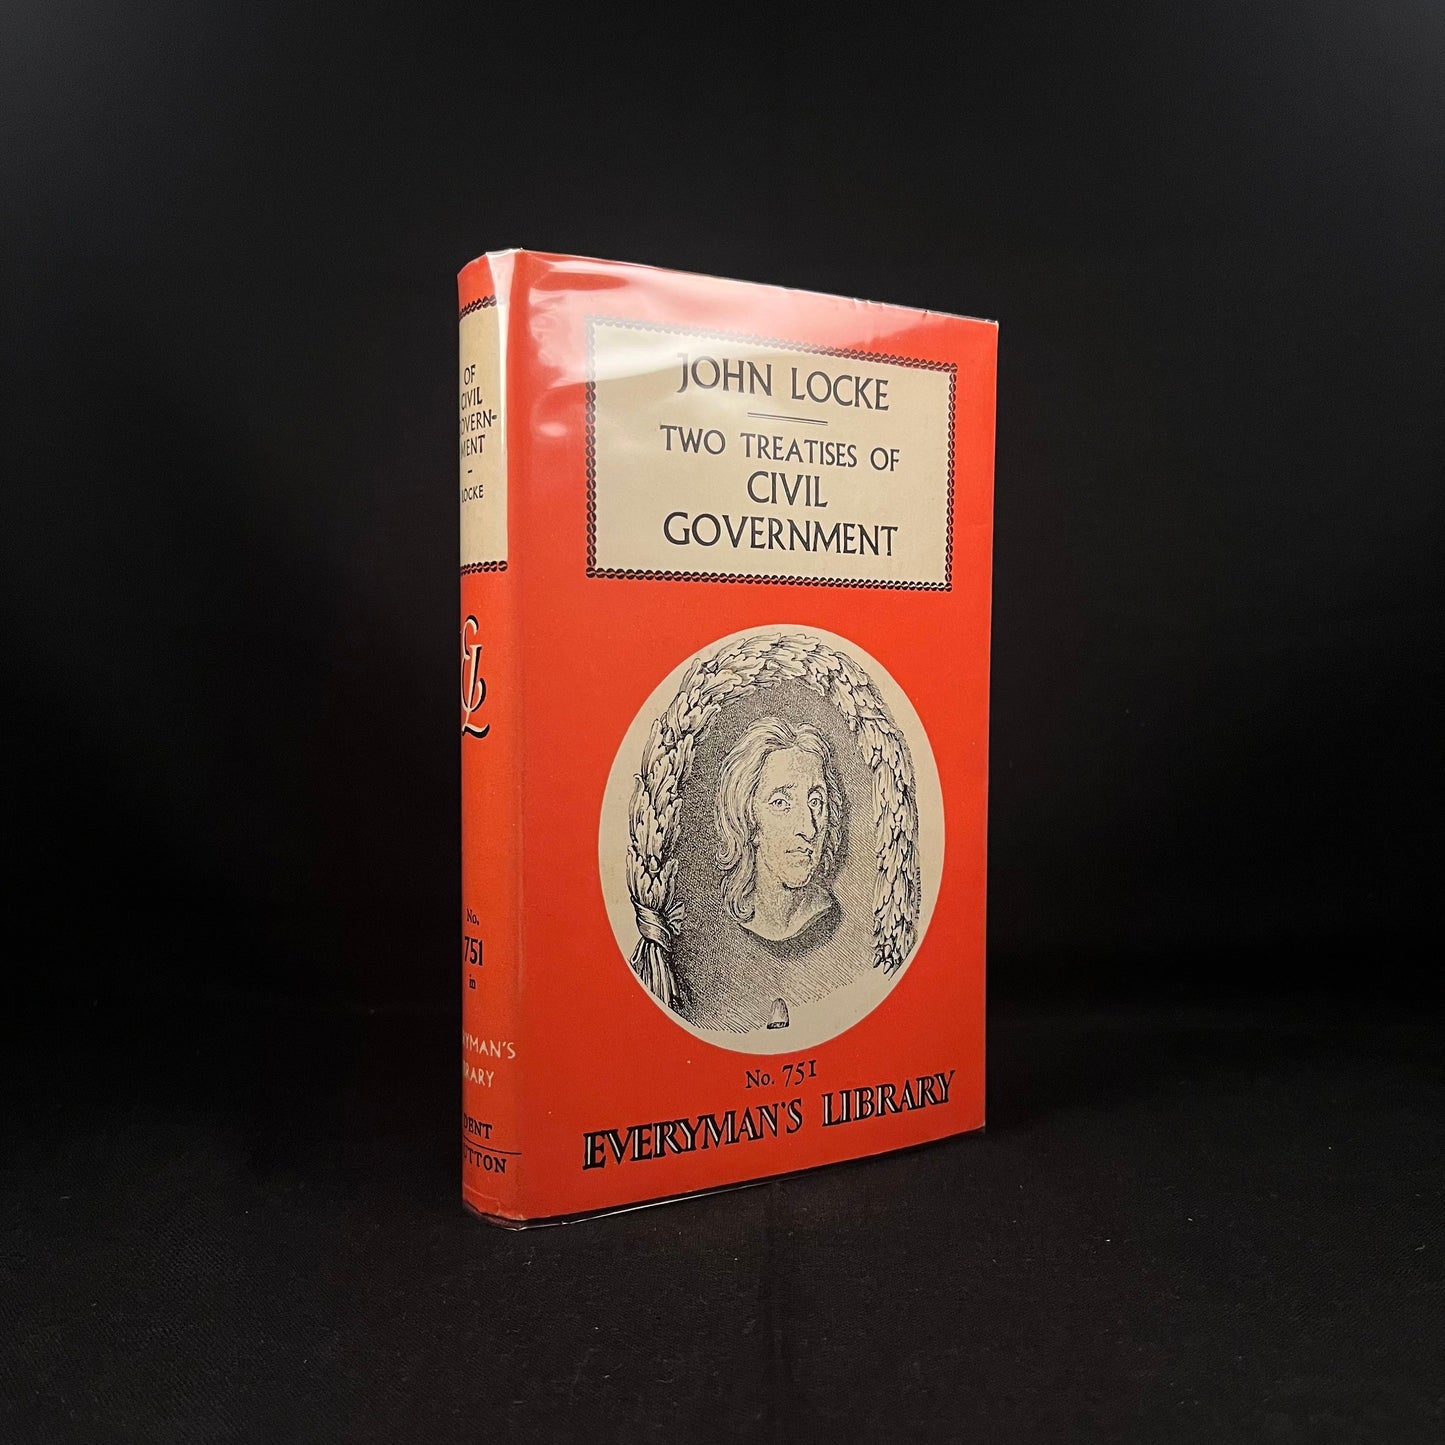 JOHN LOCKE
TWO TREATISES OF
CIVIL
GOVERNMENT
No. 751
EVERYMAN'S LIBRARY
OF
CIVIL
MENT
LOCKE
EL
No.
751
in
DENT